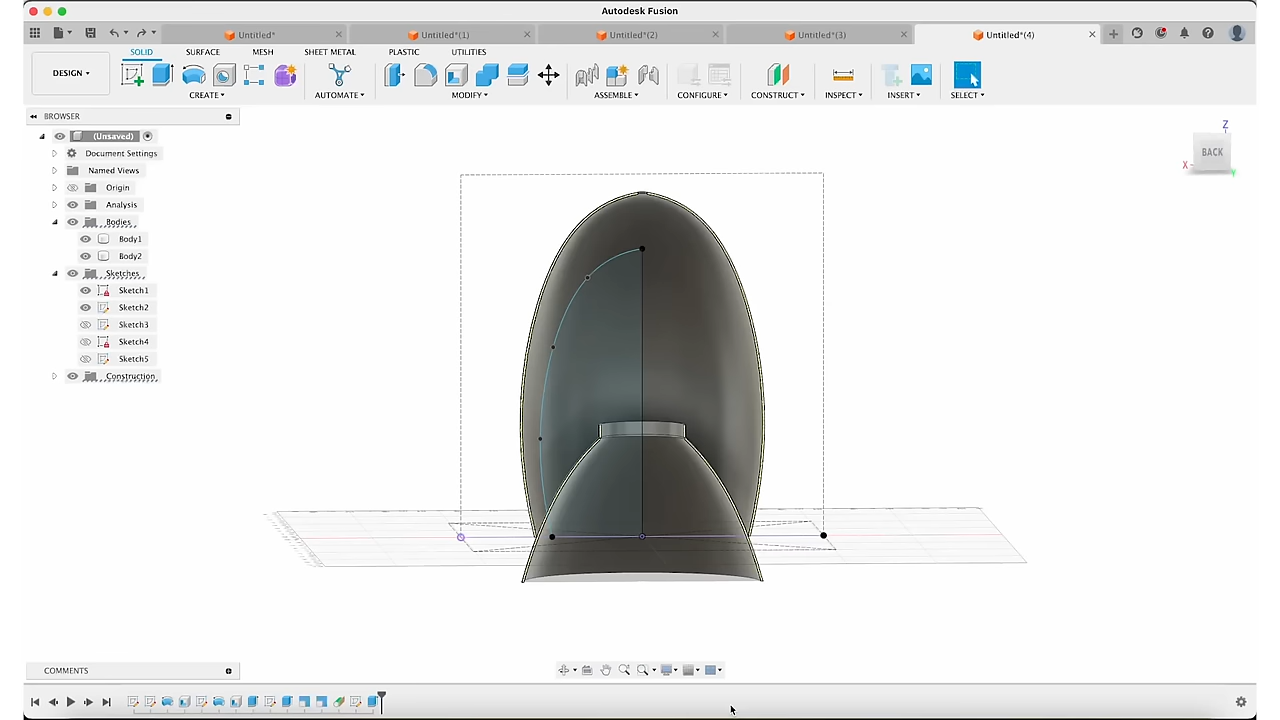 Autodesk Fusion
Untitled*
Untitled*(1)
Untitled*(2)
Untitled*(3)
Untitled*(4)
SOLID
SURFACE
MESH
SHEET METAL
PLASTIC
UTILITIES
DESIGN
CREATE
AUTOMATE
MODIFY
ASSEMBLE
CONFIGURE
CONSTRUCT
INSPECT
INSERT
SELECT
BROWSER
(Unsaved)
Document Settings
Named Views
Origin
Analysis
Bodies
Body1
Body2
Sketches
Sketch1
Sketch2
Sketch3
Sketch4
Sketch5
Construction
Z
BACK
X
Y
COMMENTS